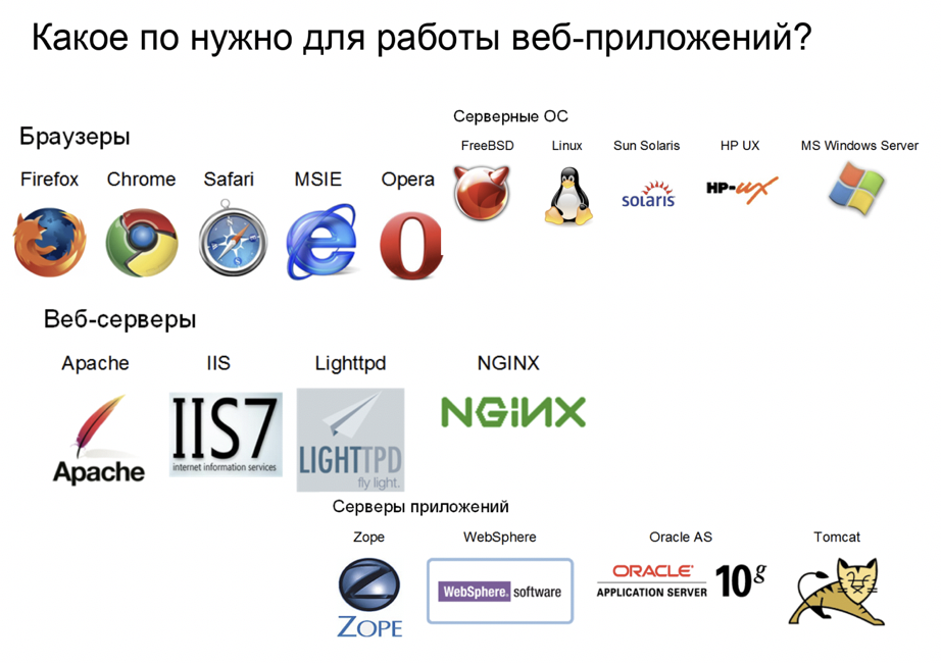 Какое по нужно для работы веб-приложений?
Браузеры
Firefox Chrome Safari MSIE Opera
Серверные ОС
FreeBSD Linux Sun Solaris HP UX MS Windows Server
solaris
HP-ux
Веб-серверы
Apache IIS Lighttpd NGINX
Apache
IIS7
internet information services
LIGHTTPD
fly light.
NGiNX
Серверы приложений
Zope WebSphere Oracle AS Tomcat
ZOPE
WebSphere. software
ORACLE
APPLICATION SERVER
10g